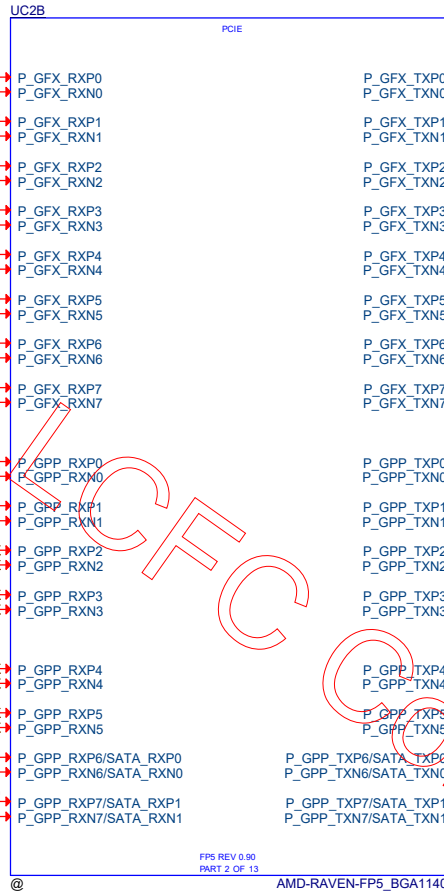 UC2B
PCIE
P_GFX_RXP0 P_GFX_TXP0
P_GFX_RXN0 P_GFX_TXN0
P_GFX_RXP1 P_GFX_TXP1
P_GFX_RXN1 P_GFX_TXN1
P_GFX_RXP2 P_GFX_TXP2
P_GFX_RXN2 P_GFX_TXN2
P_GFX_RXP3 P_GFX_TXP3
P_GFX_RXN3 P_GFX_TXN3
P_GFX_RXP4 P_GFX_TXP4
P_GFX_RXN4 P_GFX_TXN4
P_GFX_RXP5 P_GFX_TXP5
P_GFX_RXN5 P_GFX_TXN5
P_GFX_RXP6 P_GFX_TXP6
P_GFX_RXN6 P_GFX_TXN6
P_GFX_RXP7 P_GFX_TXP7
P_GFX_RXN7 P_GFX_TXN7
P_GPP_RXP0 P_GPP_TXP0
P_GPP_RXN0 P_GPP_TXN0
P_GPP_RXP1 P_GPP_TXP1
P_GPP_RXN1 P_GPP_TXN1
P_GPP_RXP2 P_GPP_TXP2
P_GPP_RXN2 P_GPP_TXN2
P_GPP_RXP3 P_GPP_TXP3
P_GPP_RXN3 P_GPP_TXN3
P_GPP_RXP4 P_GPP_TXP4
P_GPP_RXN4 P_GPP_TXN4
P_GPP_RXP5 P_GPP_TXP5
P_GPP_RXN5 P_GPP_TXN5
P_GPP_RXP6/SATA_RXP0 P_GPP_TXP6/SATA_TXP0
P_GPP_RXN6/SATA_RXN0 P_GPP_TXN6/SATA_TXN0
P_GPP_RXP7/SATA_RXP1 P_GPP_TXP7/SATA_TXP1
P_GPP_RXN7/SATA_RXN1 P_GPP_TXN7/SATA_TXN1
LCFC Co
FP5 REV 0.90
PART 2 OF 13
@ AMD-RAVEN-FP5_BGA1140